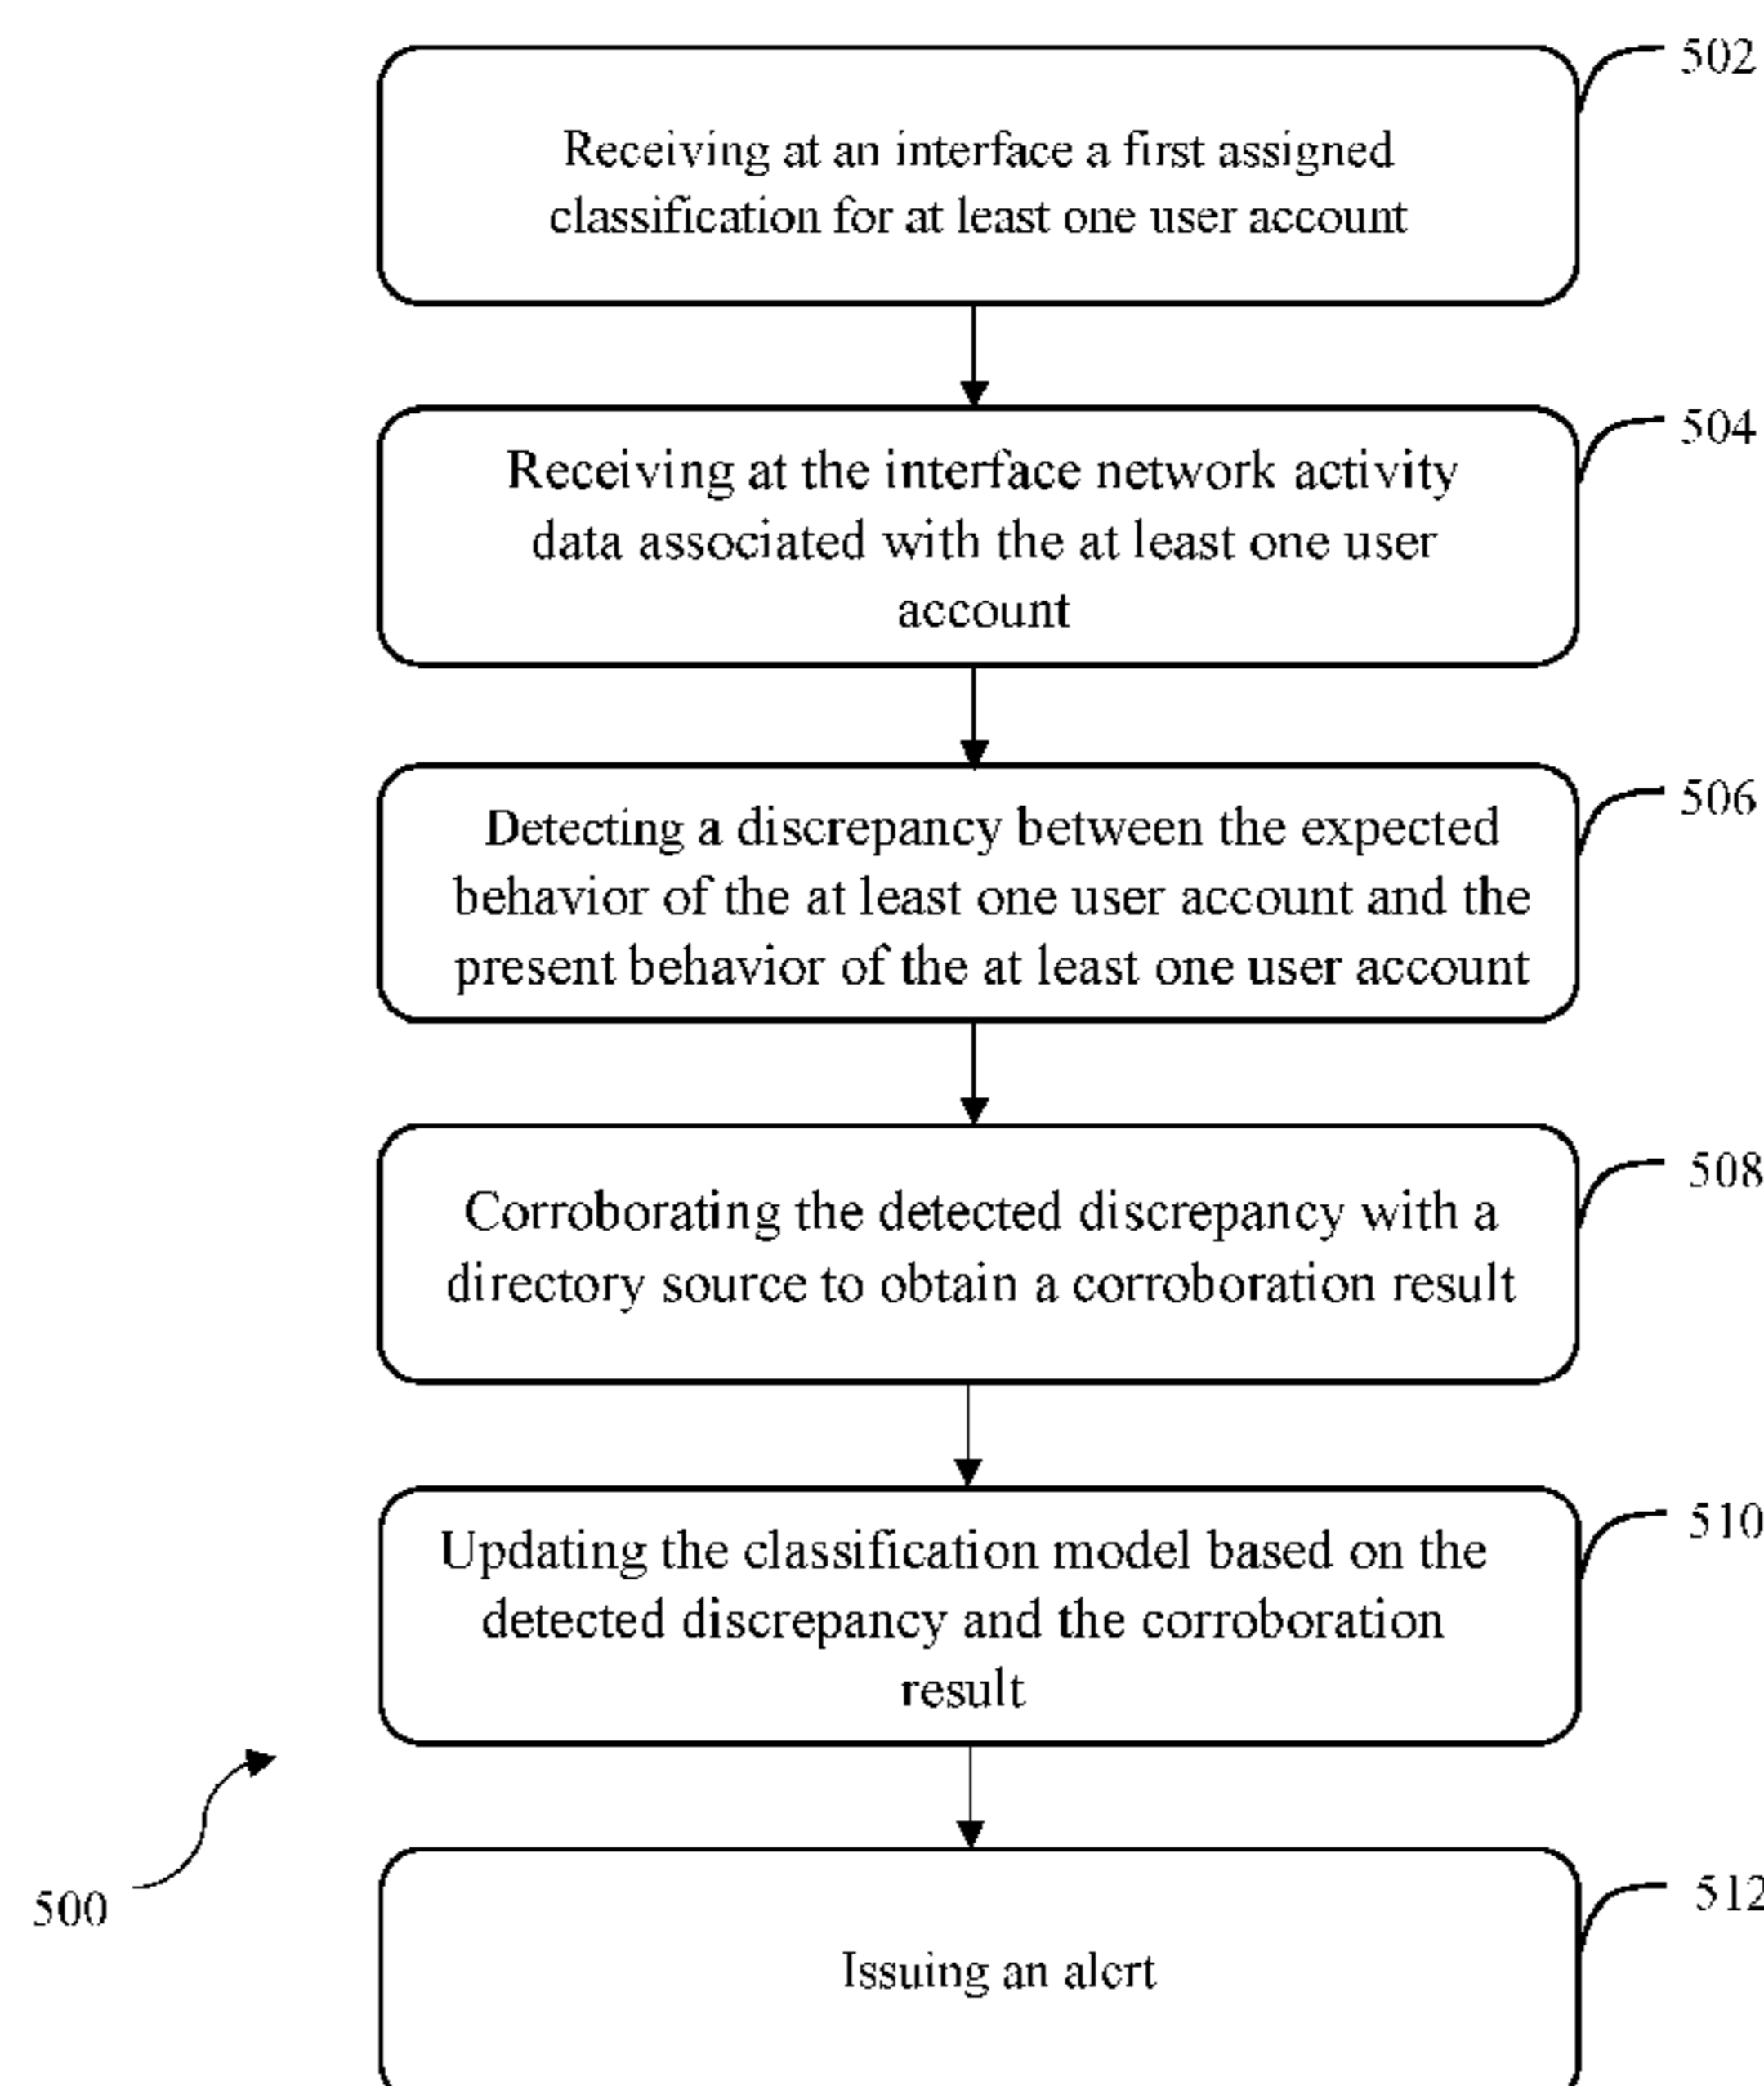 502
Receiving at an interface a first assigned
classification for at least one user account
504
Receiving at the interface network activity
data associated with the at least one user
account
506
Detecting a discrepancy between the expected
behavior of the at least one user account and the
present behavior of the at least one user account
508
Corroborating the detected discrepancy with a
directory source to obtain a corroboration result
510
Updating the classification model based on the
detected discrepancy and the corroboration
result
500
512
Issuing an alert